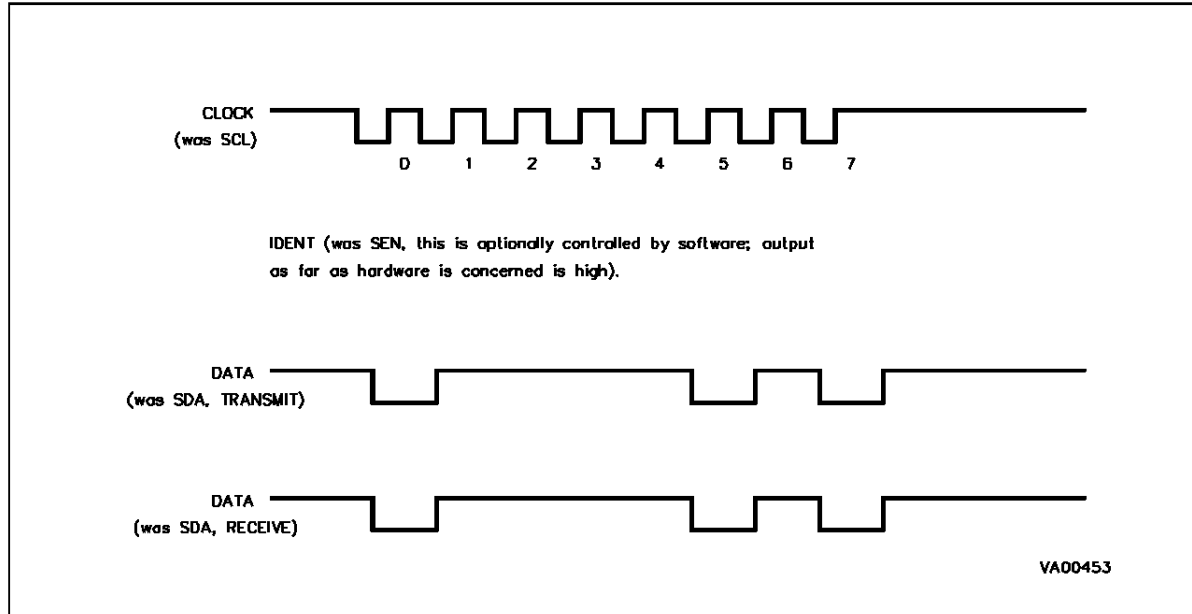 CLOCK
(was SCL)
0 1 2 3 4 5 6 7
IDENT (was SEN, this is optionally controlled by software; output
as far as hardware is concerned is high).
DATA
(was SDA, TRANSMIT)
DATA
(was SDA, RECEIVE)
VA00453